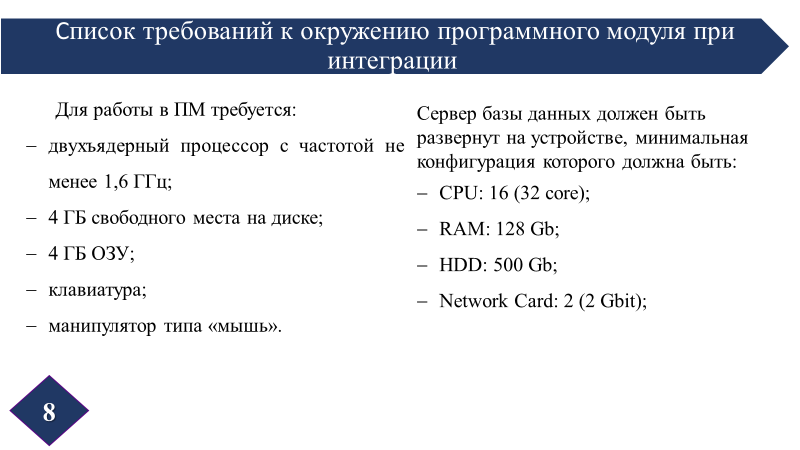 Список требований к окружению программного модуля при
интеграции
Для работы в ПМ требуется:
– двухъядерный процессор с частотой не
менее 1,6 ГГц;
– 4 ГБ свободного места на диске;
– 4 ГБ ОЗУ;
– клавиатура;
– манипулятор типа «мышь».
Сервер базы данных должен быть
развернут на устройстве, минимальная
конфигурация которого должна быть:
– CPU: 16 (32 core);
– RAM: 128 Gb;
– HDD: 500 Gb;
– Network Card: 2 (2 Gbit);
8